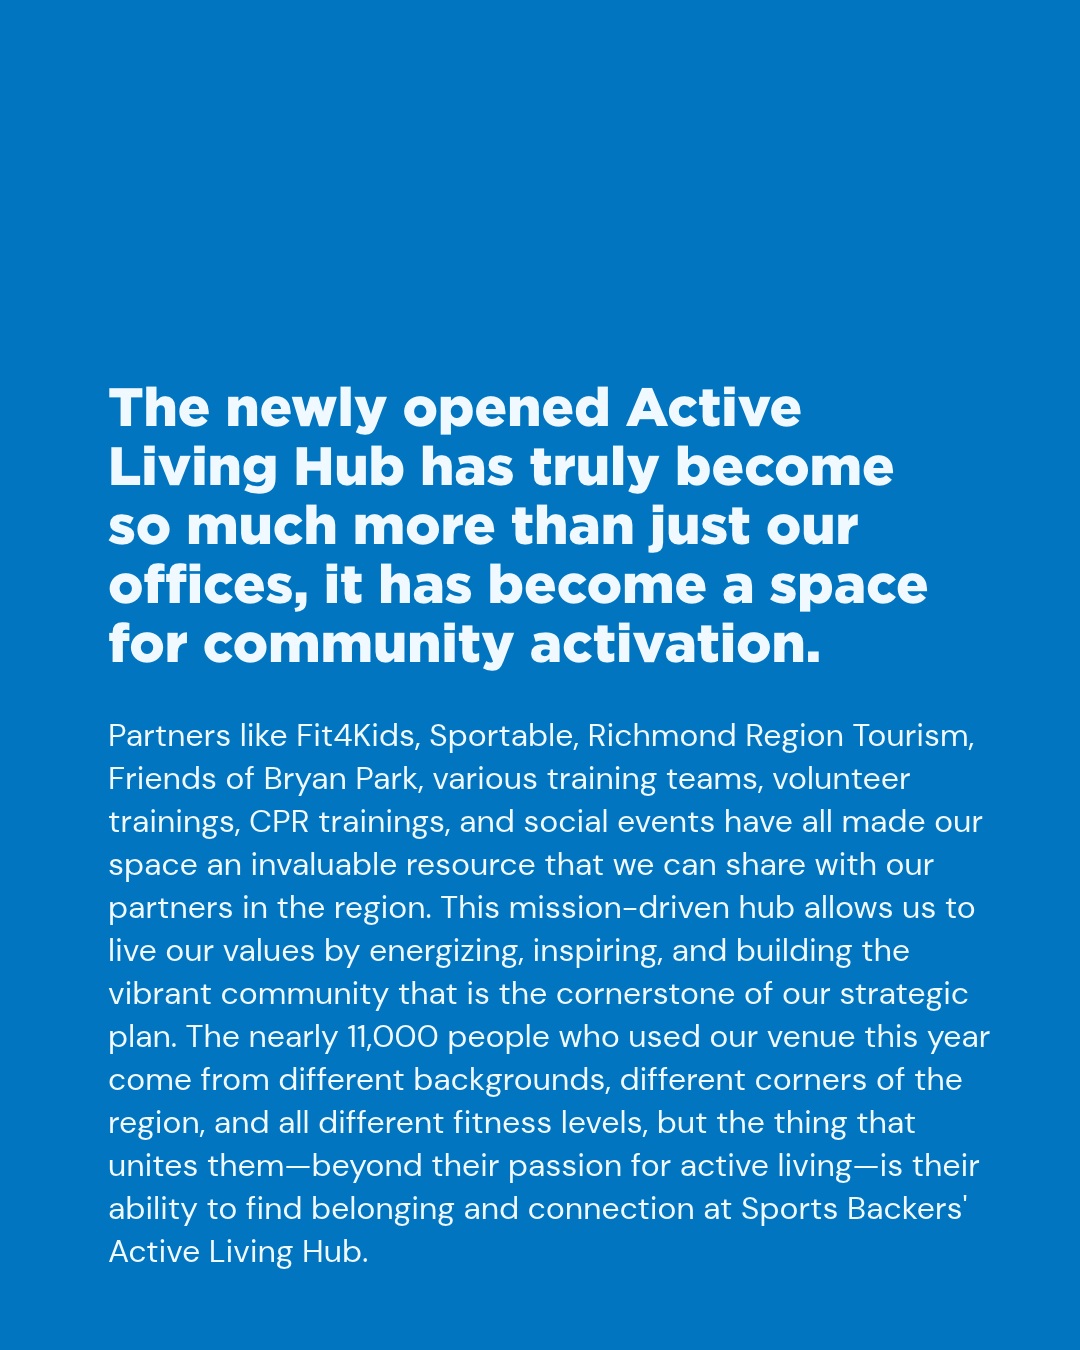 The newly opened Active
Living Hub has truly become
so much more than just our
offices, it has become a space
for community activation.
Partners like Fit4Kids, Sportable, Richmond Region Tourism,
Friends of Bryan Park, various training teams, volunteer
trainings, CPR trainings, and social events have all made our
space an invaluable resource that we can share with our
partners in the region. This mission-driven hub allows us to
live our values by energizing, inspiring, and building the
vibrant community that is the cornerstone of our strategic
plan. The nearly 11,000 people who used our venue this year
come from different backgrounds, different corners of the
region, and all different fitness levels, but the thing that
unites them—beyond their passion for active living—is their
ability to find belonging and connection at Sports Backers'
Active Living Hub.